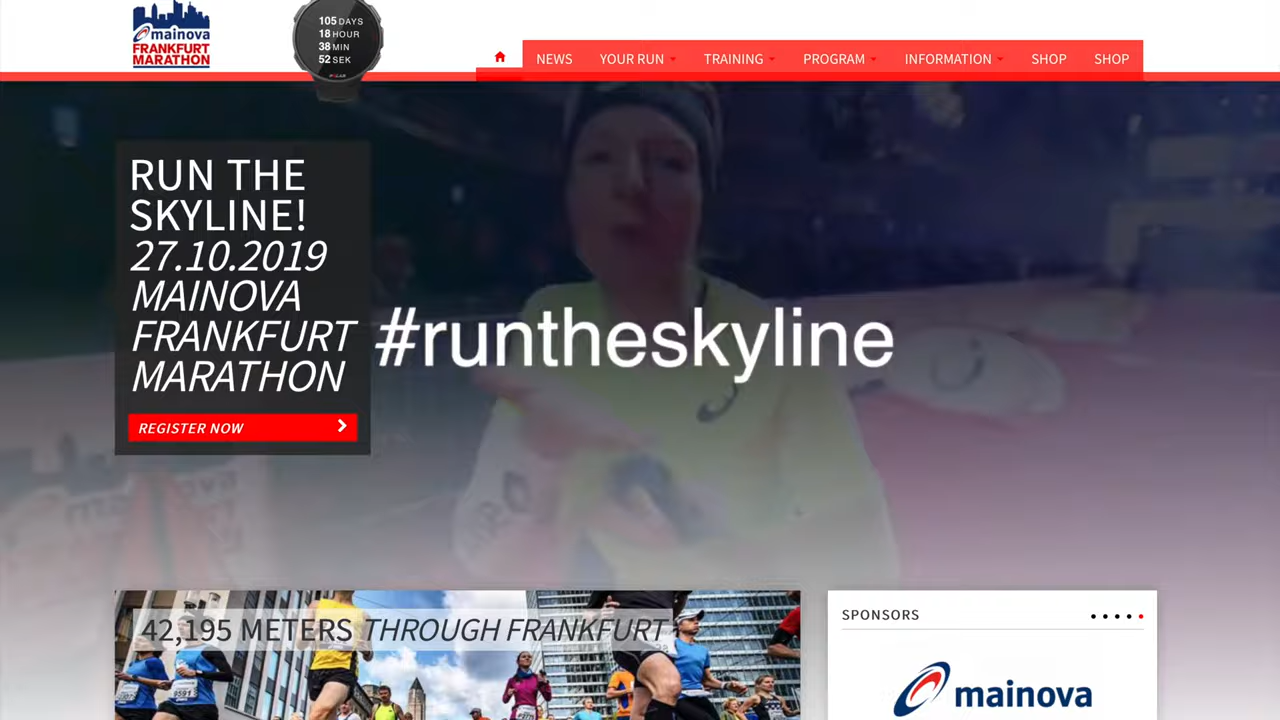 mainova
FRANKFURT
MARATHON
105 DAYS
18 HOUR
38 MIN
52 SEK
POLAR
NEWS
YOUR RUN
TRAINING
PROGRAM
INFORMATION
SHOP
SHOP
RUN THE
SKYLINE!
27.10.2019
MAINOVA
FRANKFURT
MARATHON
REGISTER NOW
#runtheskyline
42,195 METERS THROUGH FRANKFURT
SPONSORS
mainova